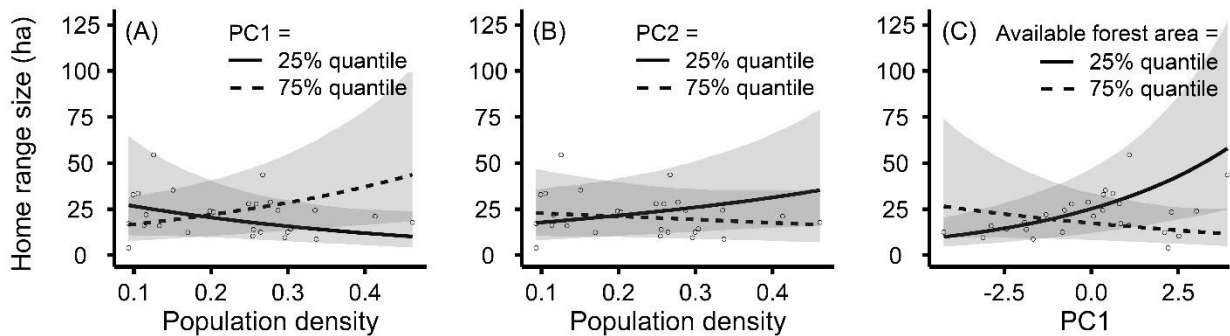 Home range size (ha)
125
100
75
50
25
0
(A)
PC1 =
25% quantile
75% quantile
0.1 0.2 0.3 0.4
Population density
125
100
75
50
25
0
(B)
PC2 =
25% quantile
75% quantile
0.1 0.2 0.3 0.4
Population density
125
100
75
50
25
0
(C)
Available forest area =
25% quantile
75% quantile
-2.5 0.0 2.5
PC1